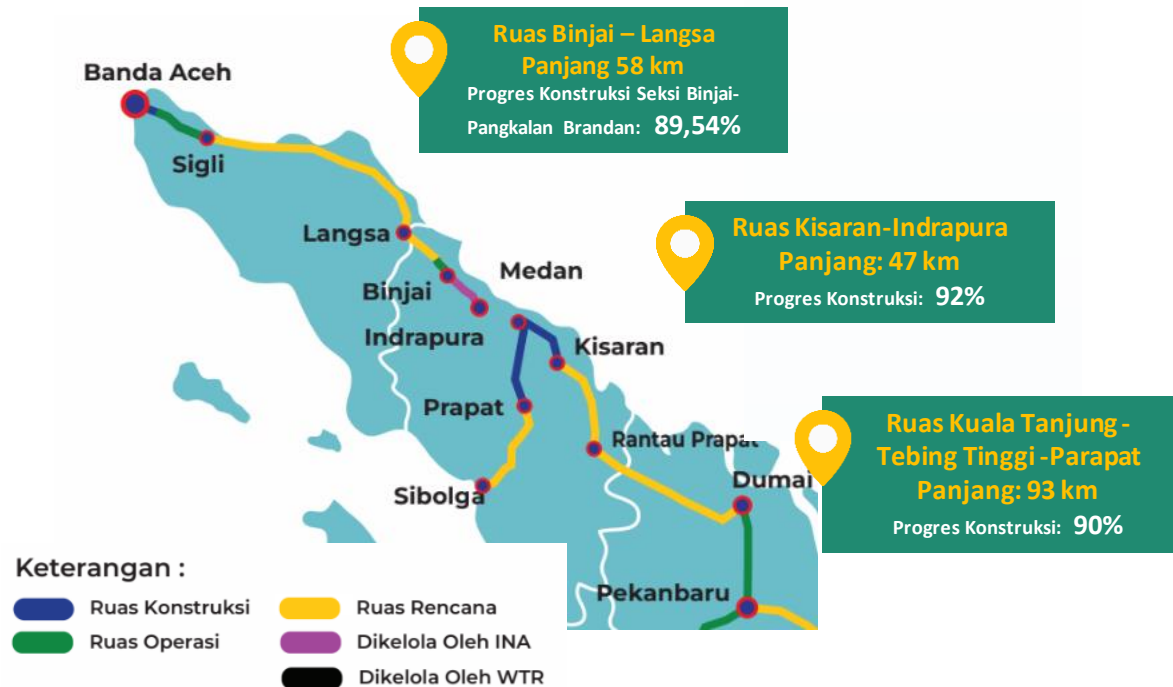 Ruas Binjai – Langsa
Panjang 58 km
Progres Konstruksi Seksi Binjai-
Pangkalan Brandan: 89,54%
Banda Aceh
Sigli
Langsa
Ruas Kisaran-Indrapura
Panjang: 47 km
Progres Konstruksi: 92%
Medan
Binjai
Indrapura
Kisaran
Prapat
Rantau Prapat
Ruas Kuala Tanjung -
Tebing Tinggi -Parapat
Panjang: 93 km
Progres Konstruksi: 90%
Dumai
Sibolga
Pekanbaru
Keterangan :
Ruas Konstruksi
Ruas Rencana
Ruas Operasi
Dikelola Oleh INA
Dikelola Oleh WTR